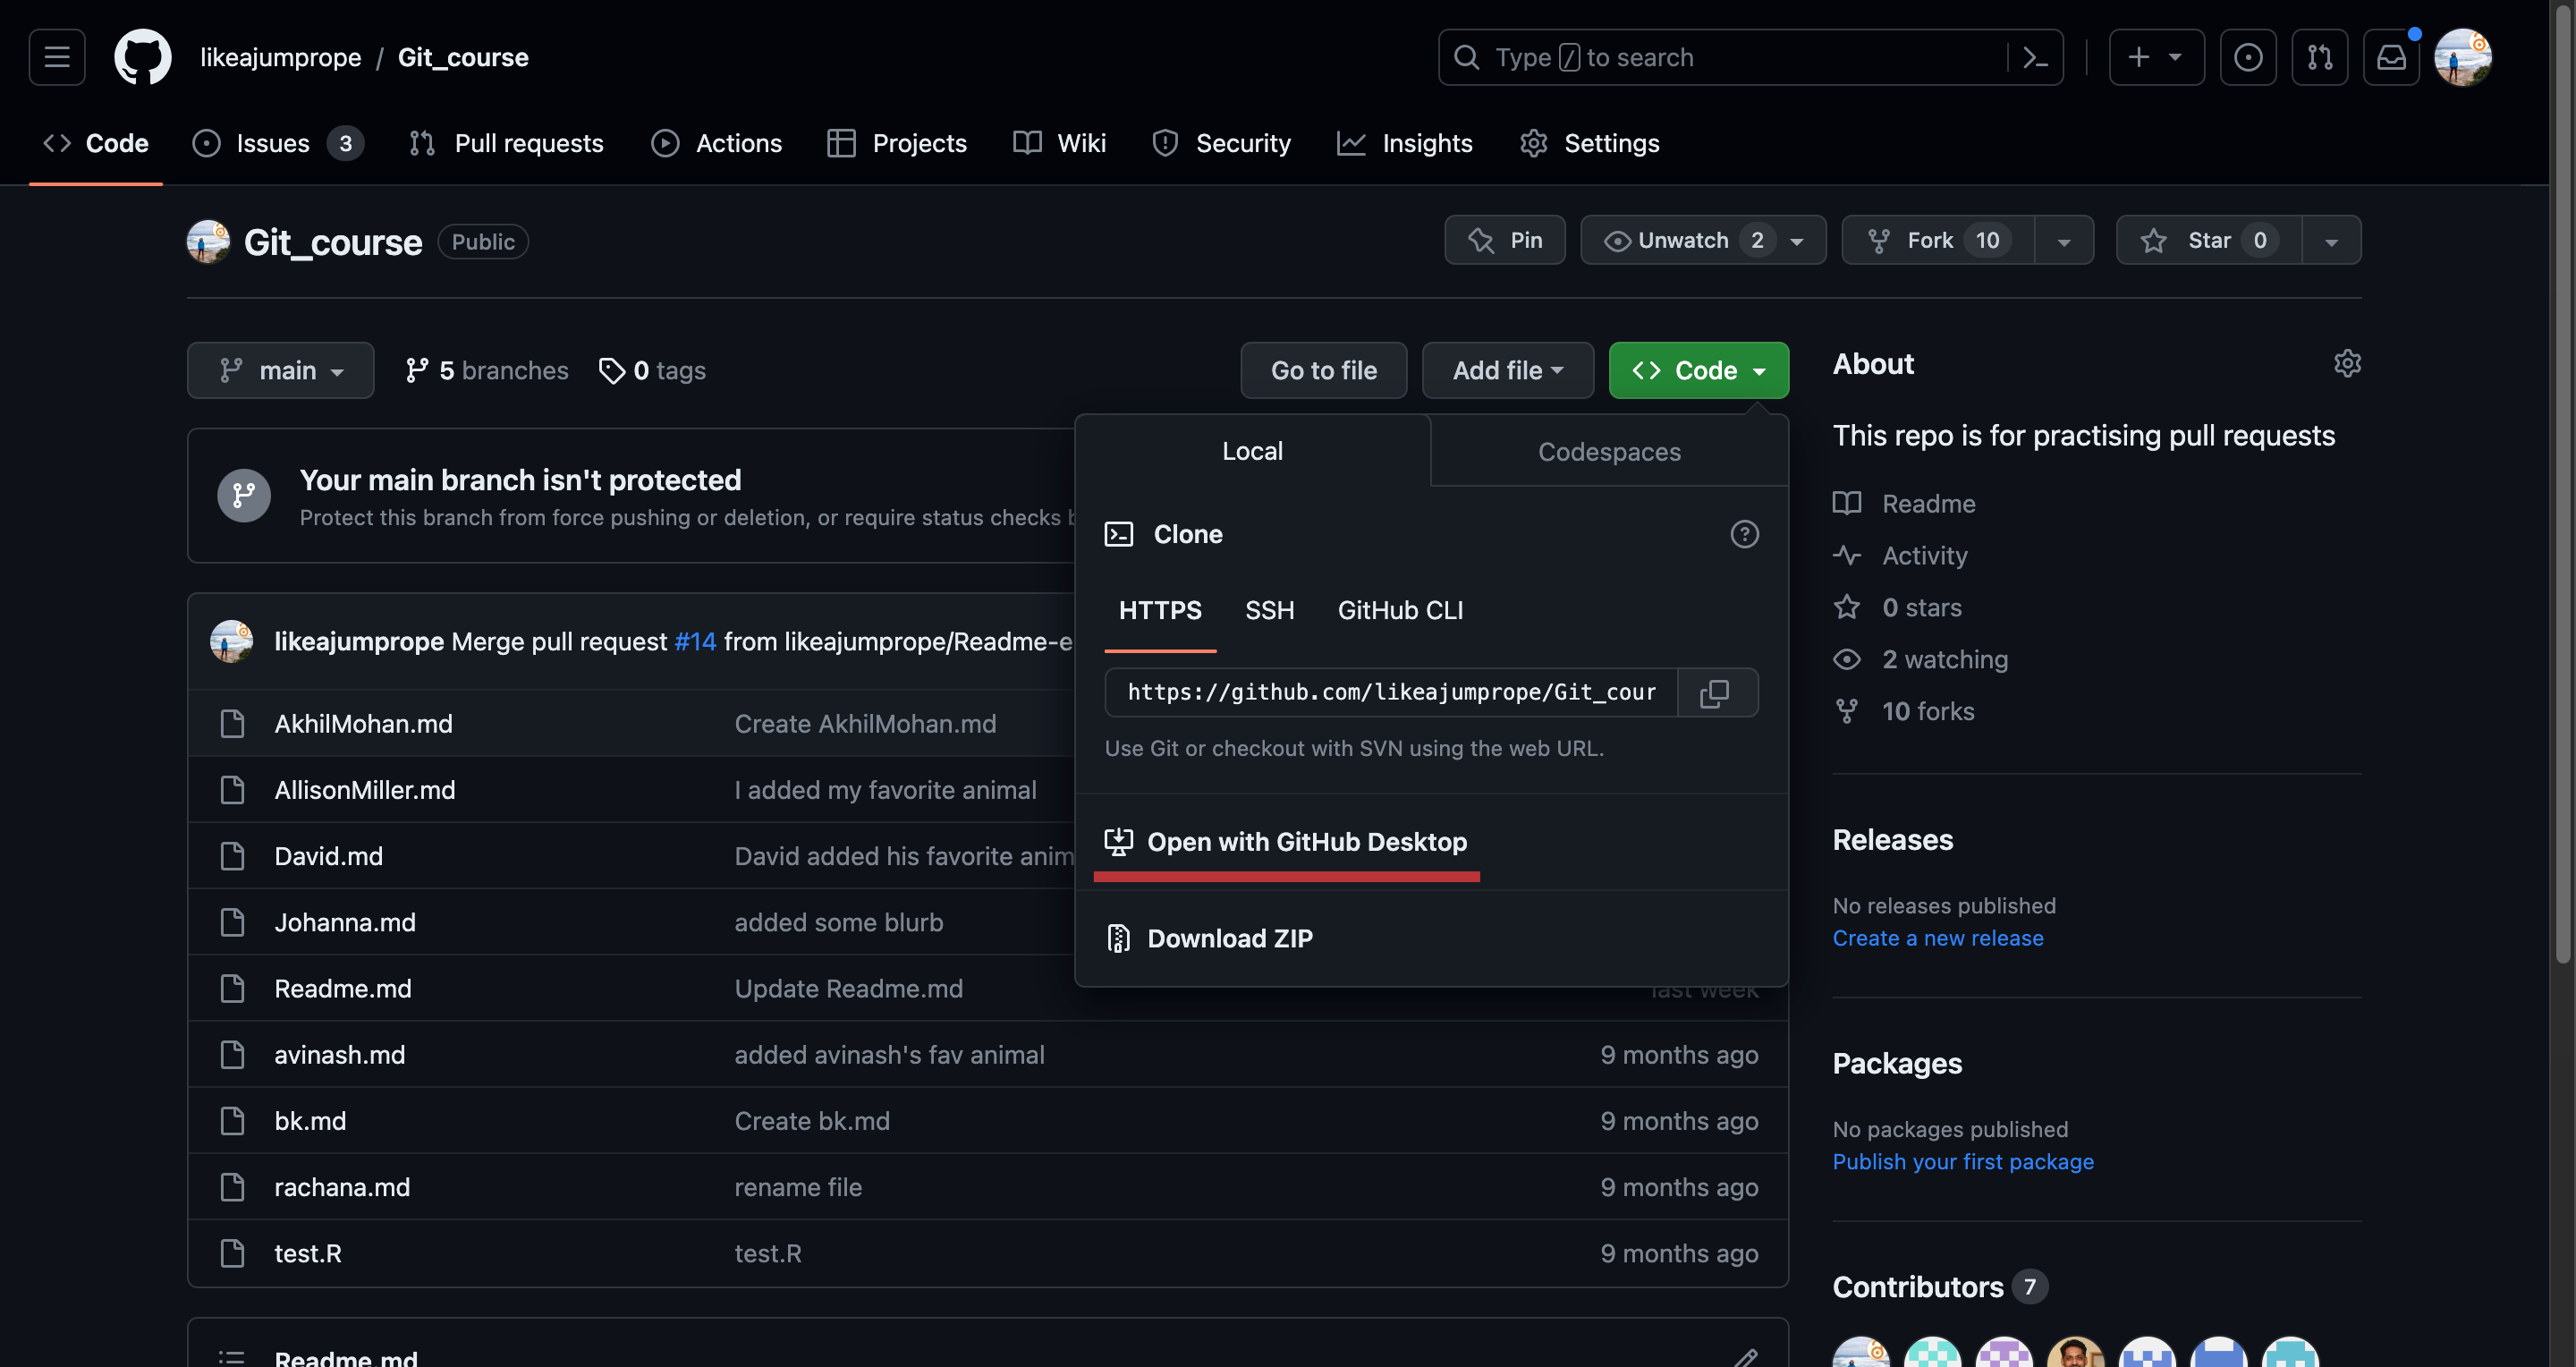 likeajumprope / Git_course
Type / to search
Code
Issues 3
Pull requests
Actions
Projects
Wiki
Security
Insights
Settings
Git_course Public
Pin
Unwatch 2
Fork 10
Star 0
main
5 branches
0 tags
Go to file
Add file
Code
Your main branch isn't protected
Protect this branch from force pushing or deletion, or require status checks b
likeajumprope Merge pull request #14 from likeajumprope/Readme-e
AkhilMohan.md Create AkhilMohan.md
AllisonMiller.md I added my favorite animal
David.md David added his favorite anim
Johanna.md added some blurb
Readme.md Update Readme.md last week
avinash.md added avinash's fav animal 9 months ago
bk.md Create bk.md 9 months ago
rachana.md rename file 9 months ago
test.R test.R 9 months ago
Readme.md
Local
Codespaces
Clone
HTTPS SSH GitHub CLI
https://github.com/likeajumprope/Git_cour
Use Git or checkout with SVN using the web URL.
Open with GitHub Desktop
Download ZIP
About
This repo is for practising pull requests
Readme
Activity
0 stars
2 watching
10 forks
Releases
No releases published
Create a new release
Packages
No packages published
Publish your first package
Contributors 7